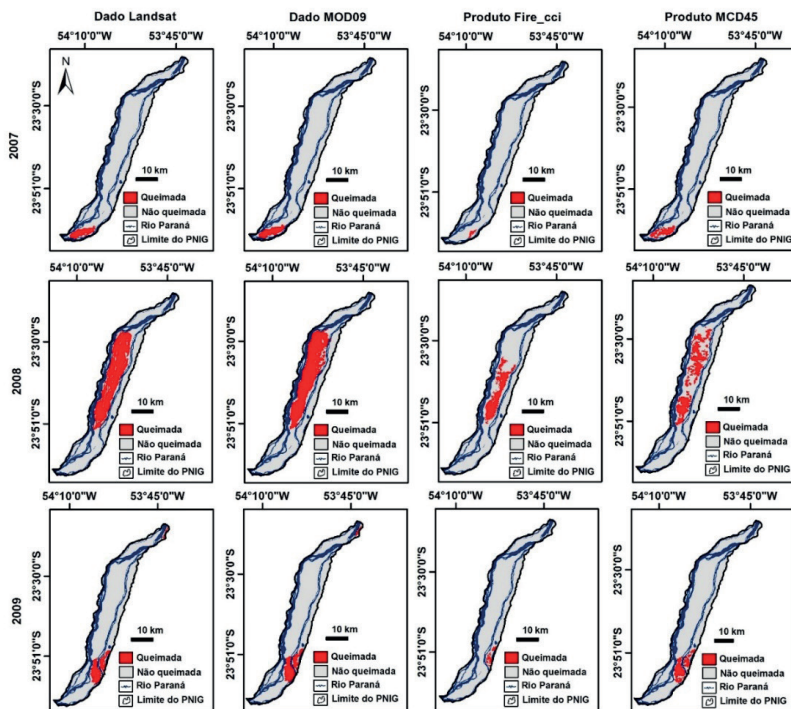 Dado Landsat
Dado MOD09
Produto Fire_cci
Produto MCD45
54°10'0"W 53°45'0"W
54°10'0"W 53°45'0"W
54°10'0"W 53°45'0"W
54°10'0"W 53°45'0"W
2007
N
23°30'0"S
23°51'0"S
10 km
Queimada
Não queimada
Rio Paraná
Limite do PNIG
23°30'0"S
23°51'0"S
10 km
Queimada
Não queimada
Rio Paraná
Limite do PNIG
23°30'0"S
23°51'0"S
10 km
Queimada
Não queimada
Rio Paraná
Limite do PNIG
23°30'0"S
23°51'0"S
10 km
Queimada
Não queimada
Rio Paraná
Limite do PNIG
54°10'0"W 53°45'0"W
54°10'0"W 53°45'0"W
54°10'0"W 53°45'0"W
54°10'0"W 53°45'0"W
2008
23°30'0"S
23°51'0"S
10 km
Queimada
Não queimada
Rio Paraná
Limite do PNIG
23°30'0"S
23°51'0"S
10 km
Queimada
Não queimada
Rio Paraná
Limite do PNIG
23°30'0"S
23°51'0"S
10 km
Queimada
Não queimada
Rio Paraná
Limite do PNIG
23°30'0"S
23°51'0"S
10 km
Queimada
Não queimada
Rio Paraná
Limite do PNIG
54°10'0"W 53°45'0"W
54°10'0"W 53°45'0"W
54°10'0"W 53°45'0"W
54°10'0"W 53°45'0"W
2009
23°30'0"S
23°51'0"S
10 km
Queimada
Não queimada
Rio Paraná
Limite do PNIG
23°30'0"S
23°51'0"S
10 km
Queimada
Não queimada
Rio Paraná
Limite do PNIG
23°30'0"S
23°51'0"S
10 km
Queimada
Não queimada
Rio Paraná
Limite do PNIG
23°30'0"S
23°51'0"S
10 km
Queimada
Não queimada
Rio Paraná
Limite do PNIG